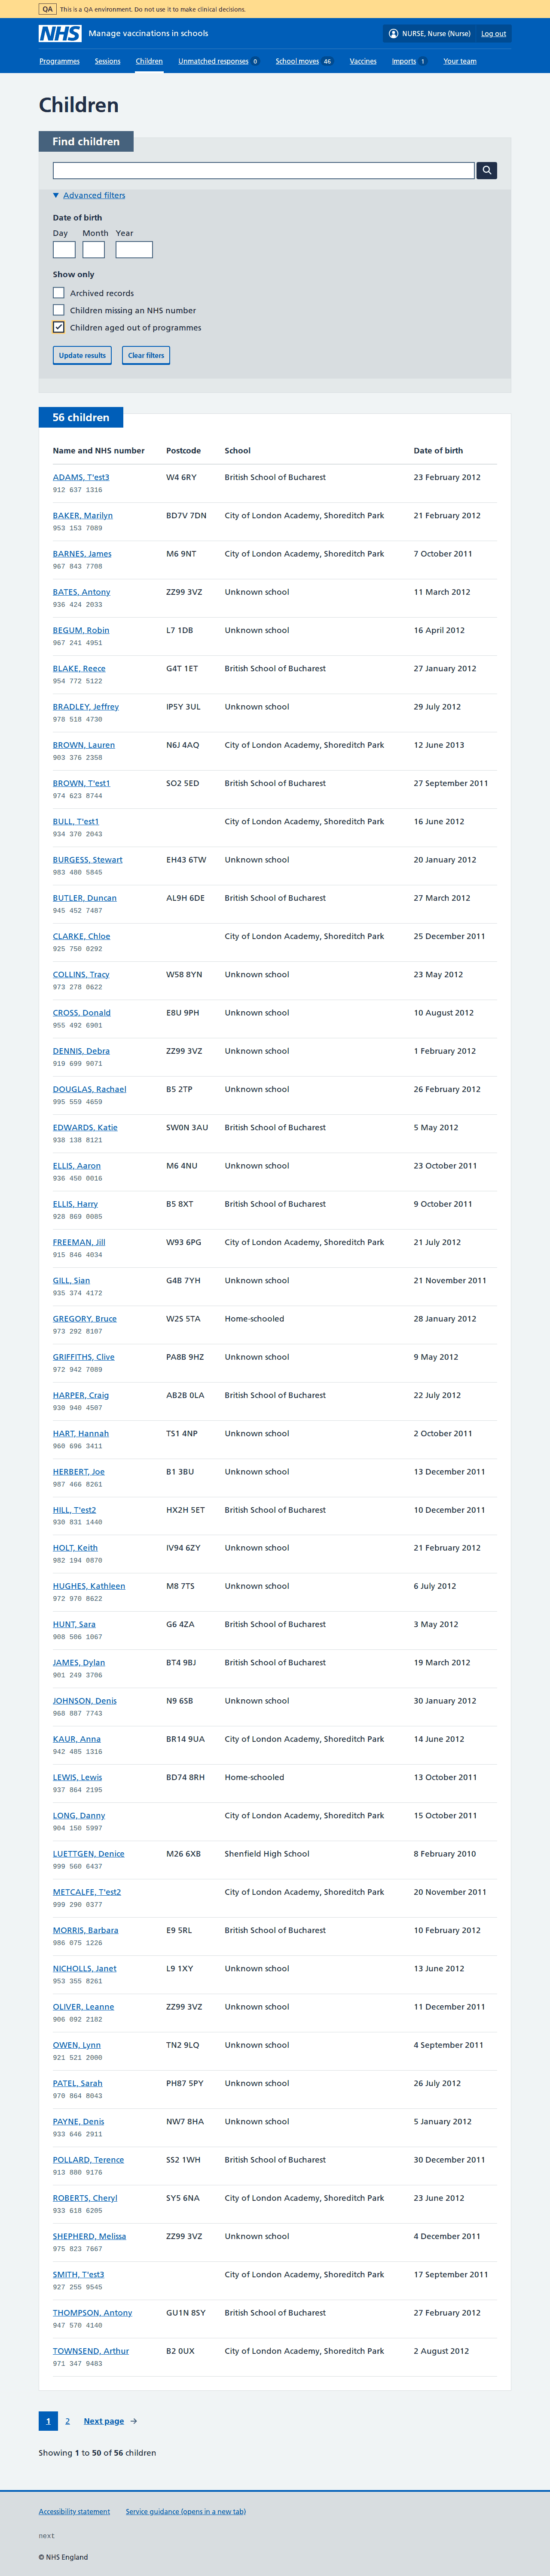 QA This is a QA environment. Do not use it to make clinical decisions.
NHS Manage vaccinations in schools NURSE, Nurse (Nurse) Log out
Programmes Sessions Children Unmatched responses 0 School moves 46 Vaccines Imports 1 Your team
Children
Find children
Advanced filters
Date of birth
Day Month Year
Show only
Archived records
Children missing an NHS number
Children aged out of programmes
Update results Clear filters
56 children
Name and NHS number Postcode School Date of birth
ADAMS, T'est3 W4 6RY British School of Bucharest 23 February 2012
912 637 1316
BAKER, Marilyn BD7V 7DN City of London Academy, Shoreditch Park 21 February 2012
953 153 7089
BARNES, James M6 9NT City of London Academy, Shoreditch Park 7 October 2011
967 843 7708
BATES, Antony ZZ99 3VZ Unknown school 11 March 2012
936 424 2033
BEGUM, Robin L7 1DB Unknown school 16 April 2012
967 241 4951
BLAKE, Reece G4T 1ET British School of Bucharest 27 January 2012
954 772 5122
BRADLEY, Jeffrey IP5Y 3UL Unknown school 29 July 2012
978 518 4730
BROWN, Lauren N6J 4AQ City of London Academy, Shoreditch Park 12 June 2013
903 376 2358
BROWN, T'est1 SO2 5ED British School of Bucharest 27 September 2011
974 623 8744
BULL, T'est1 City of London Academy, Shoreditch Park 16 June 2012
934 370 2043
BURGESS, Stewart EH43 6TW Unknown school 20 January 2012
983 480 5845
BUTLER, Duncan AL9H 6DE British School of Bucharest 27 March 2012
945 452 7487
CLARKE, Chloe City of London Academy, Shoreditch Park 25 December 2011
925 750 0292
COLLINS, Tracy W58 8YN Unknown school 23 May 2012
973 278 0622
CROSS, Donald E8U 9PH Unknown school 10 August 2012
955 492 6901
DENNIS, Debra ZZ99 3VZ Unknown school 1 February 2012
919 699 9071
DOUGLAS, Rachael B5 2TP Unknown school 26 February 2012
995 559 4659
EDWARDS, Katie SW0N 3AU British School of Bucharest 5 May 2012
938 138 8121
ELLIS, Aaron M6 4NU Unknown school 23 October 2011
936 450 0016
ELLIS, Harry B5 8XT British School of Bucharest 9 October 2011
928 869 0085
FREEMAN, Jill W93 6PG City of London Academy, Shoreditch Park 21 July 2012
915 846 4034
GILL, Sian G4B 7YH Unknown school 21 November 2011
935 374 4172
GREGORY, Bruce W2S 5TA Home-schooled 28 January 2012
973 292 8107
GRIFFITHS, Clive PA8B 9HZ Unknown school 9 May 2012
972 942 7089
HARPER, Craig AB2B 0LA British School of Bucharest 22 July 2012
930 940 4507
HART, Hannah TS1 4NP Unknown school 2 October 2011
960 696 3411
HERBERT, Joe B1 3BU Unknown school 13 December 2011
987 466 8261
HILL, T'est2 HX2H 5ET British School of Bucharest 10 December 2011
930 831 1440
HOLT, Keith IV94 6ZY Unknown school 21 February 2012
982 194 0870
HUGHES, Kathleen M8 7TS Unknown school 6 July 2012
972 970 8622
HUNT, Sara G6 4ZA British School of Bucharest 3 May 2012
908 506 1067
JAMES, Dylan BT4 9BJ British School of Bucharest 19 March 2012
901 249 3706
JOHNSON, Denis N9 6SB Unknown school 30 January 2012
968 887 7743
KAUR, Anna BR14 9UA City of London Academy, Shoreditch Park 14 June 2012
942 485 1316
LEWIS, Lewis BD74 8RH Home-schooled 13 October 2011
937 864 2195
LONG, Danny City of London Academy, Shoreditch Park 15 October 2011
904 150 5997
LUETTGEN, Denice M26 6XB Shenfield High School 8 February 2010
999 560 6437
METCALFE, T'est2 City of London Academy, Shoreditch Park 20 November 2011
999 290 0377
MORRIS, Barbara E9 5RL British School of Bucharest 10 February 2012
986 075 1226
NICHOLLS, Janet L9 1XY Unknown school 13 June 2012
953 355 8261
OLIVER, Leanne ZZ99 3VZ Unknown school 11 December 2011
906 092 2182
OWEN, Lynn TN2 9LQ Unknown school 4 September 2011
921 521 2000
PATEL, Sarah PH87 5PY Unknown school 26 July 2012
970 864 8043
PAYNE, Denis NW7 8HA Unknown school 5 January 2012
933 646 2911
POLLARD, Terence SS2 1WH British School of Bucharest 30 December 2011
913 880 9176
ROBERTS, Cheryl SY5 6NA City of London Academy, Shoreditch Park 23 June 2012
933 618 6205
SHEPHERD, Melissa ZZ99 3VZ Unknown school 4 December 2011
975 823 7667
SMITH, T'est3 City of London Academy, Shoreditch Park 17 September 2011
927 255 9545
THOMPSON, Antony GU1N 8SY British School of Bucharest 27 February 2012
947 570 4140
TOWNSEND, Arthur B2 0UX City of London Academy, Shoreditch Park 2 August 2012
971 347 9483
1 2 Next page →
Showing 1 to 50 of 56 children
Accessibility statement Service guidance (opens in a new tab)
next
© NHS England